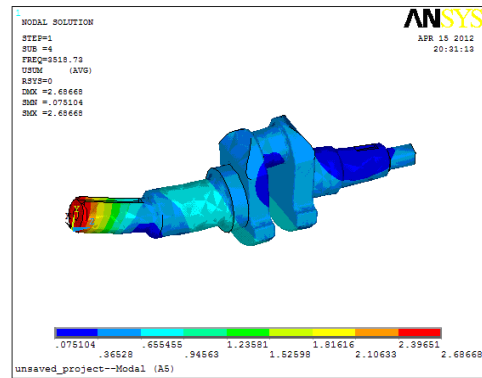 1
NODAL SOLUTION
ANSYS
STEP=1
SUB =4
FREQ=3518.73
USUM (AVG)
RSYS=0
DMX =2.68668
SMN =.075104
SMX =2.68668
APR 15 2012
20:31:13
.075104 .655455 1.23581 1.81616 2.39651
.36528 .94563 1.52598 2.10633 2.68668
unsaved_project--Modal (A5)